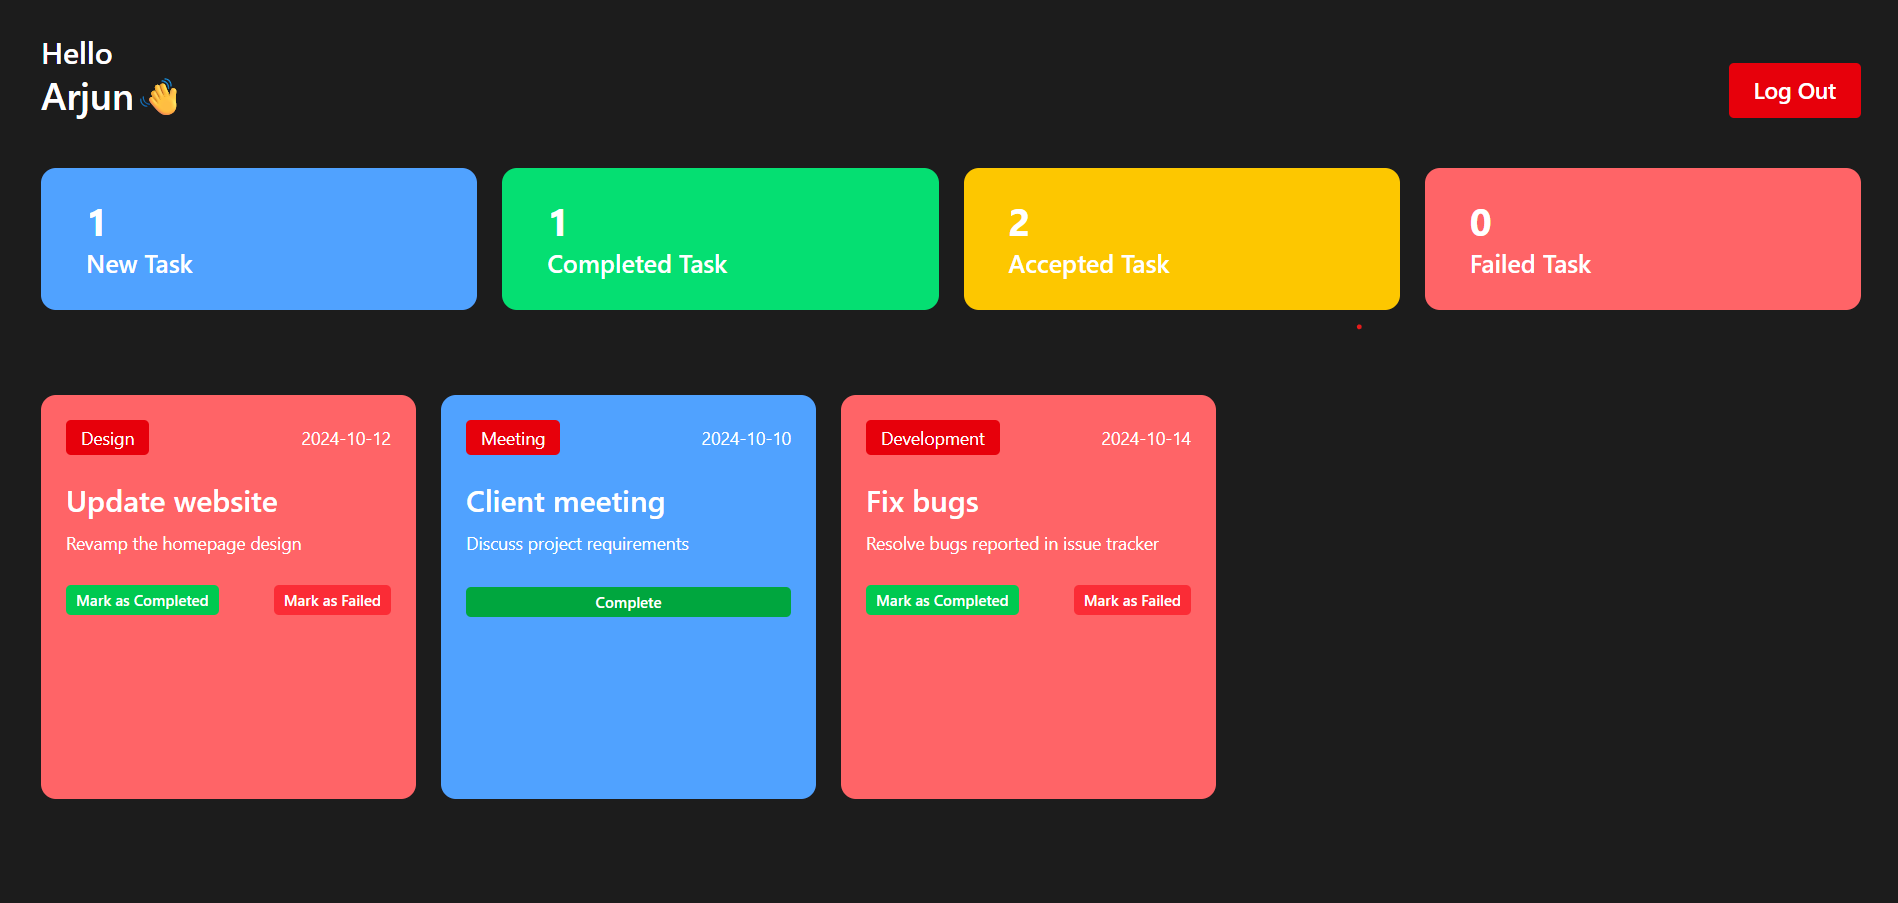 Hello
Arjun 👋
Log Out
1
New Task
1
Completed Task
2
Accepted Task
0
Failed Task
Design
2024-10-12
Update website
Revamp the homepage design
Mark as Completed
Mark as Failed
Meeting
2024-10-10
Client meeting
Discuss project requirements
Complete
Development
2024-10-14
Fix bugs
Resolve bugs reported in issue tracker
Mark as Completed
Mark as Failed